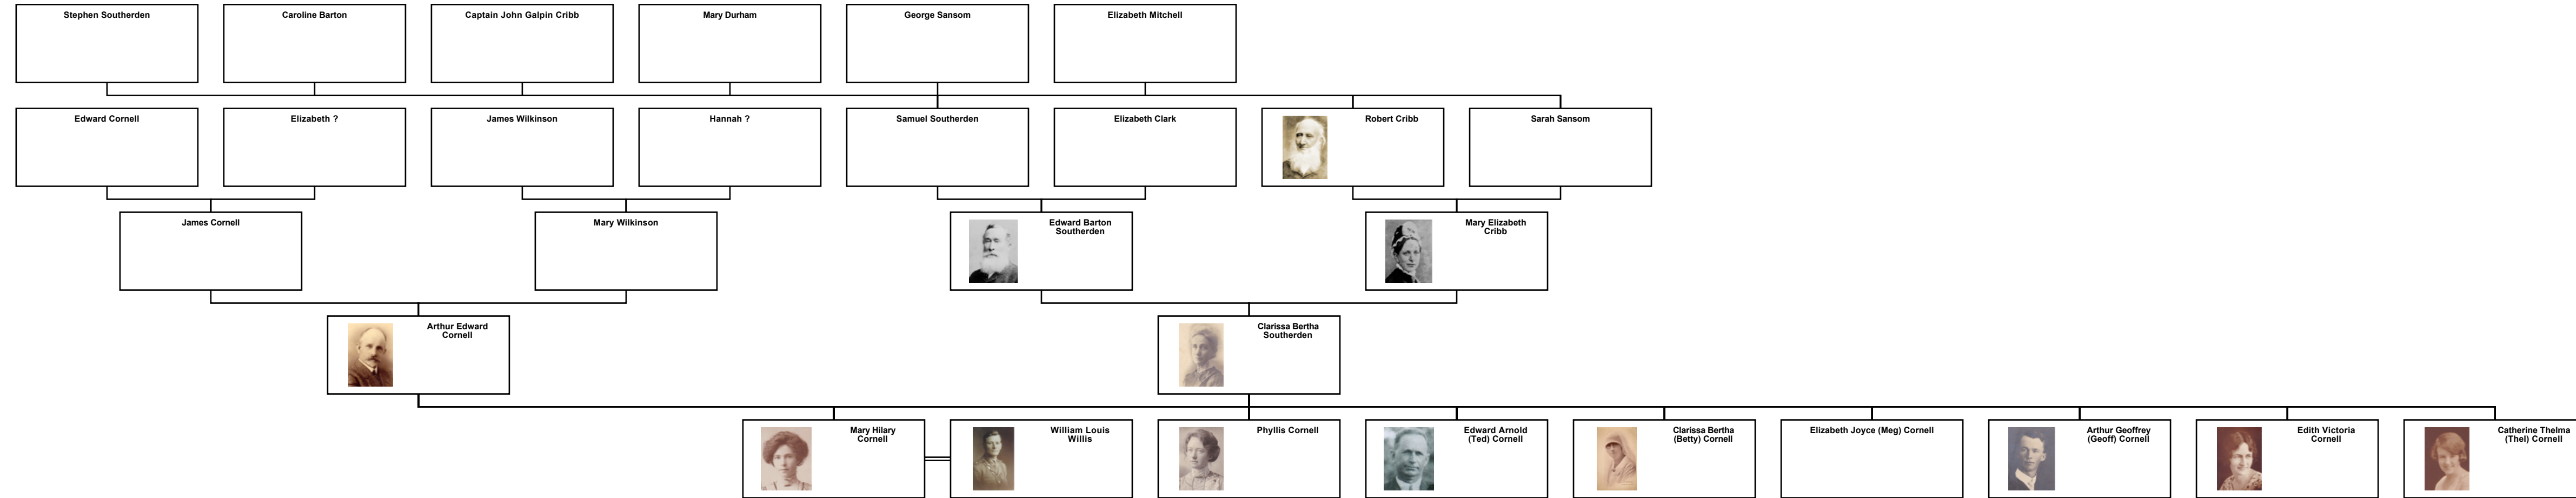 Stephen Southerden
Caroline Barton
Captain John Galpin Cribb
Mary Durham
George Sansom
Elizabeth Mitchell
Edward Cornell
Elizabeth ?
James Wilkinson
Hannah ?
Samuel Southerden
Elizabeth Clark
Robert Cribb
Sarah Sansom
James Cornell
Mary Wilkinson
Edward Barton
Southerden
Mary Elizabeth
Cribb
Arthur Edward
Cornell
Clarissa Bertha
Southerden
Mary Hilary
Cornell
William Louis
Willis
Phyllis Cornell
Edward Arnold
(Ted) Cornell
Clarissa Bertha
(Betty) Cornell
Elizabeth Joyce (Meg) Cornell
Arthur Geoffrey
(Geoff) Cornell
Edith Victoria
Cornell
Catherine Thelma
(Thel) Cornell